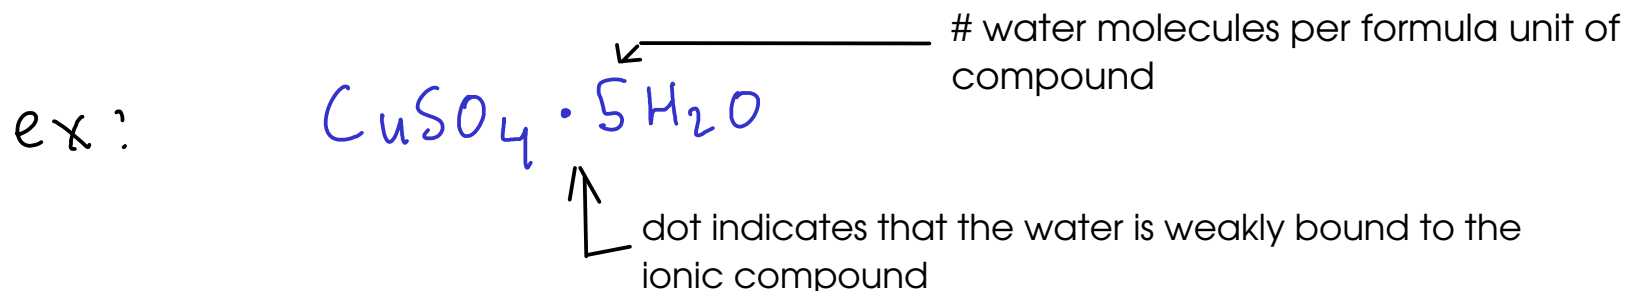 # water molecules per formula unit of
compound
ex: CuSO4 · 5H2O
dot indicates that the water is weakly bound to the
ionic compound